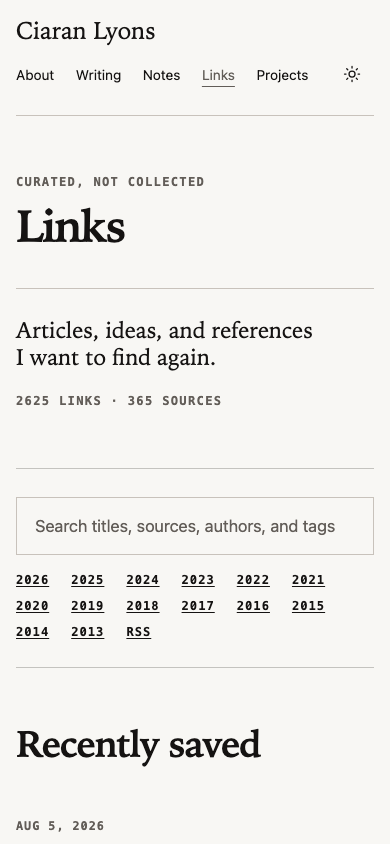 Ciaran Lyons
About Writing Notes Links Projects
CURATED, NOT COLLECTED
Links
Articles, ideas, and references
I want to find again.
2625 LINKS · 365 SOURCES
Search titles, sources, authors, and tags
2026 2025 2024 2023 2022 2021
2020 2019 2018 2017 2016 2015
2014 2013 RSS
Recently saved
AUG 5, 2026